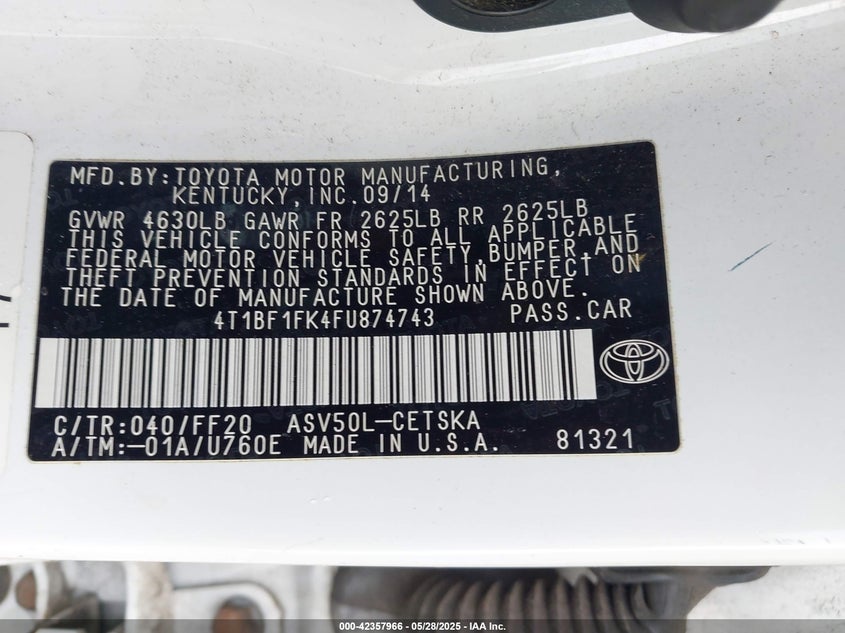 MFD.BY:TOYOTA MOTOR MANUFACTURING,
KENTUCKY,INC.09/14
GVWR 4630LB GAWR FR 2625LB RR 2625LB
THIS VEHICLE CONFORMS TO ALL APPLICABLE
FEDERAL MOTOR VEHICLE SAFETY,BUMPER,AND
THEFT PREVENTION STANDARDS IN EFFECT ON
THE DATE OF MANUFACTURE SHOWN ABOVE.
4T1BF1FK4FU874743 PASS.CAR
C/TR:040/FF20 ASV50L-CETSKA
A/TM:-01A/U760E MADE IN U.S.A. 81321
000-42357966 - 05/28/2025 - IAA Inc.